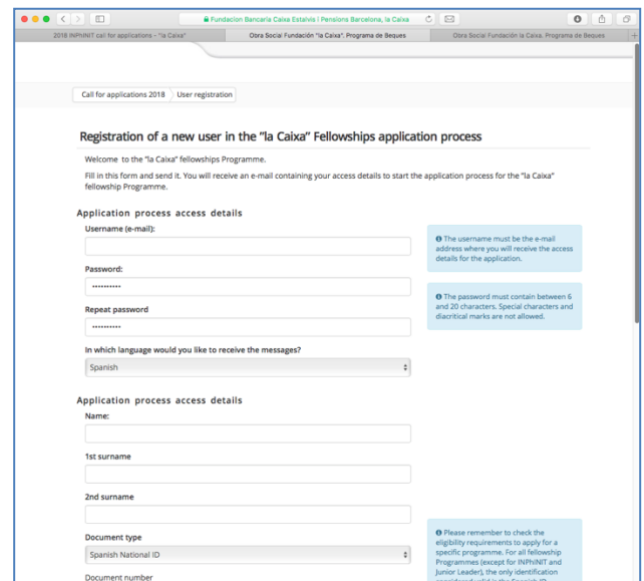 Fundacion Bancaria Caixa Estalvis i Pensions Barcelona, la Caixa
2018 INPhINIT call for applications - "la Caixa"
Obra Social Fundación "la Caixa". Programa de Beques
Obra Social Fundación la Caixa. Programa de Beques
Call for applications 2018
User registration
Registration of a new user in the "la Caixa" Fellowships application process
Welcome to the "la Caixa" fellowships Programme.
Fill in this form and send it. You will receive an e-mail containing your access details to start the application process for the "la Caixa"
fellowship Programme.
Application process access details
Username (e-mail):
The username must be the e-mail
address where you will receive the access
details for the application.
Password:
The password must contain between 6
and 20 characters. Special characters and
diacritical marks are not allowed.
Repeat password
In which language would you like to receive the messages?
Spanish
Application process access details
Name:
1st surname
2nd surname
Document type
Spanish National ID
Please remember to check the
eligibility requirements to apply for a
specific programme. For all fellowship
Programmes (except for INPhINIT and
Junior Leader), the only identification
Document number
considered valid is the Spanish ID